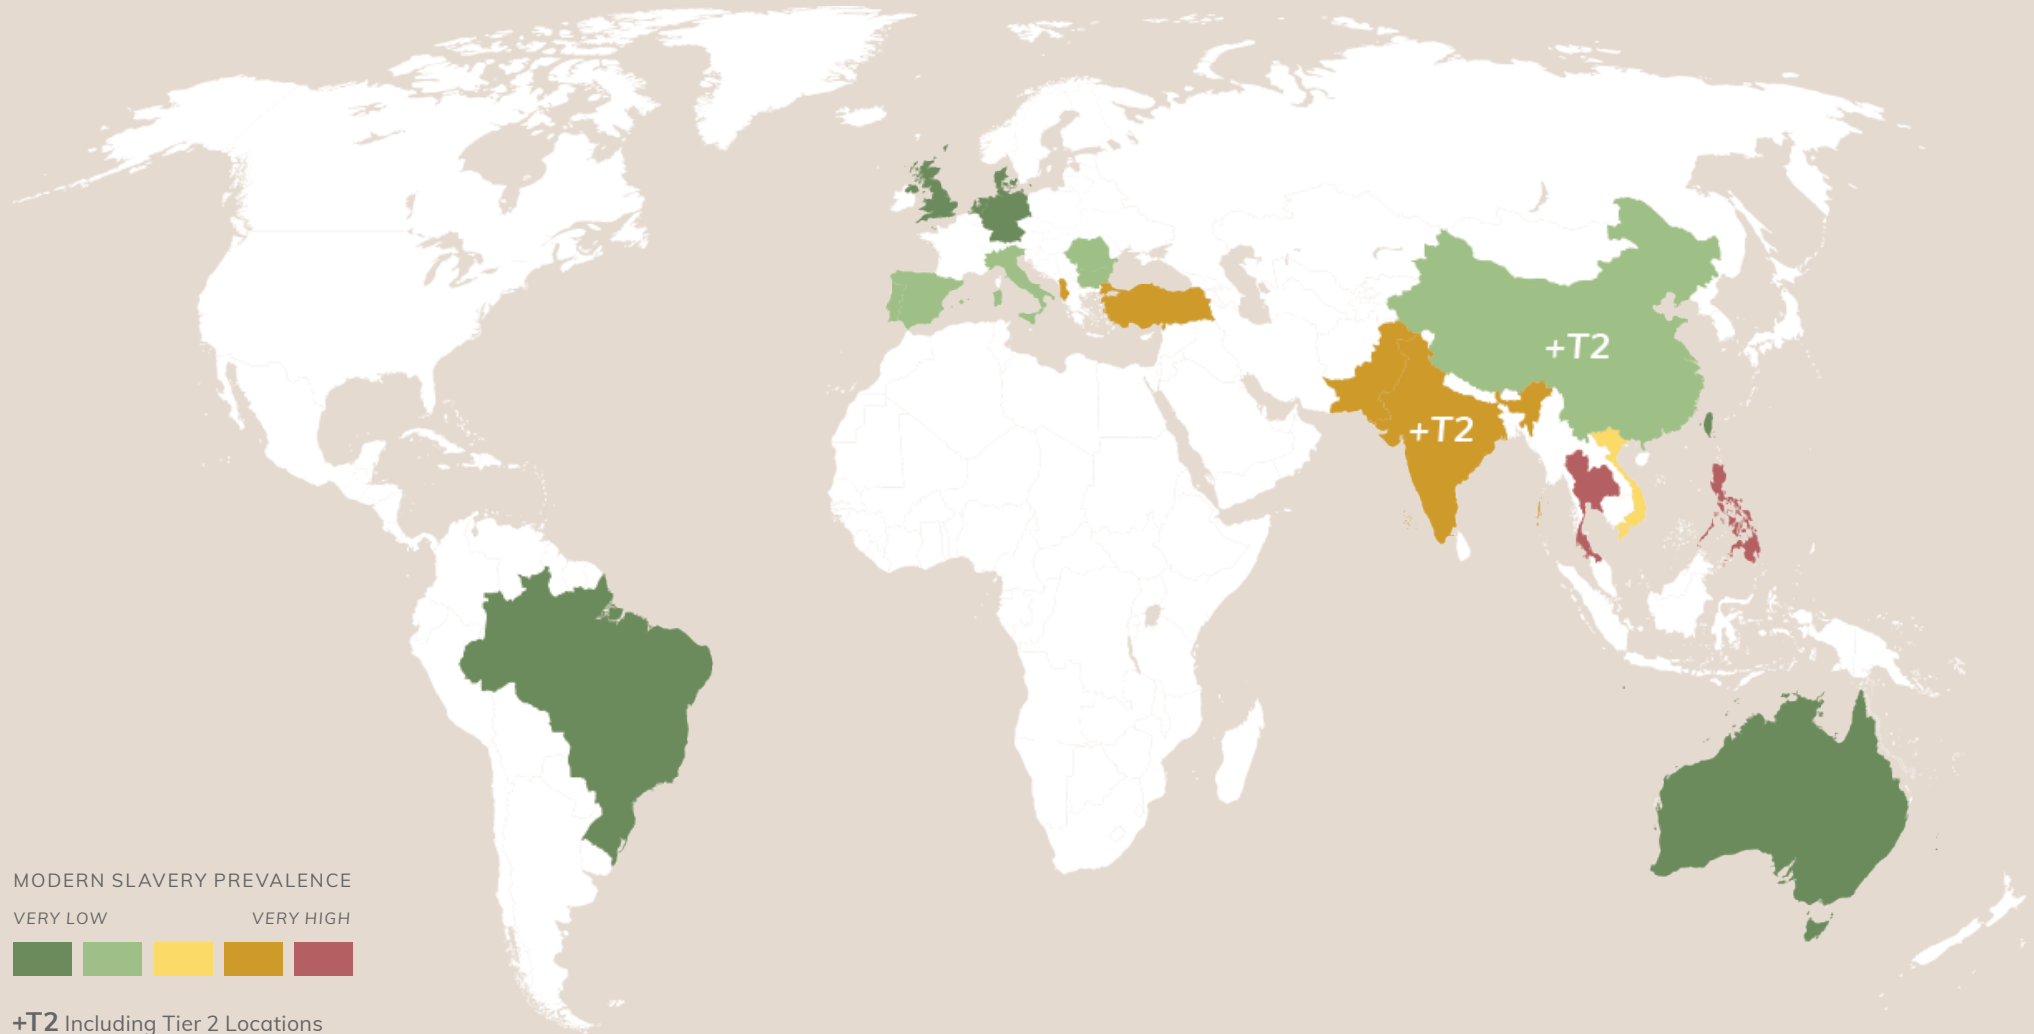 +T2
+T2
MODERN SLAVERY PREVALENCE
VERY LOW VERY HIGH
+T2 Including Tier 2 Locations